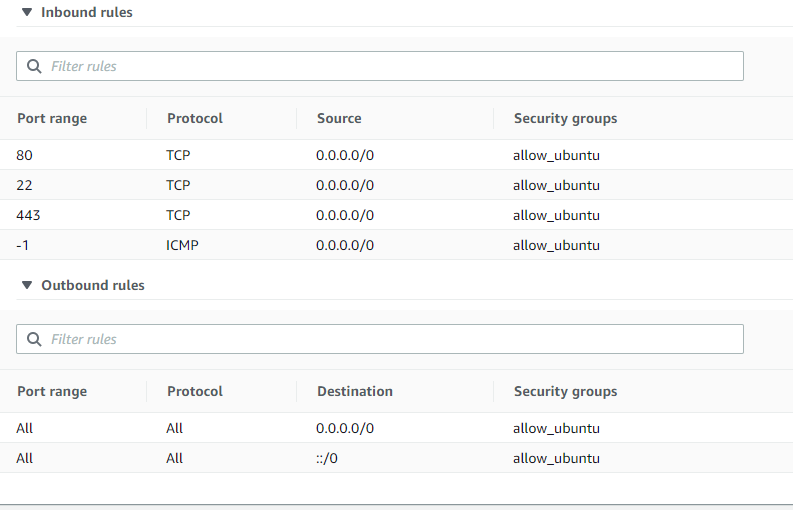 Inbound rules
Filter rules
Port range Protocol Source Security groups
80 TCP 0.0.0.0/0 allow_ubuntu
22 TCP 0.0.0.0/0 allow_ubuntu
443 TCP 0.0.0.0/0 allow_ubuntu
-1 ICMP 0.0.0.0/0 allow_ubuntu
Outbound rules
Filter rules
Port range Protocol Destination Security groups
All All 0.0.0.0/0 allow_ubuntu
All All ::/0 allow_ubuntu